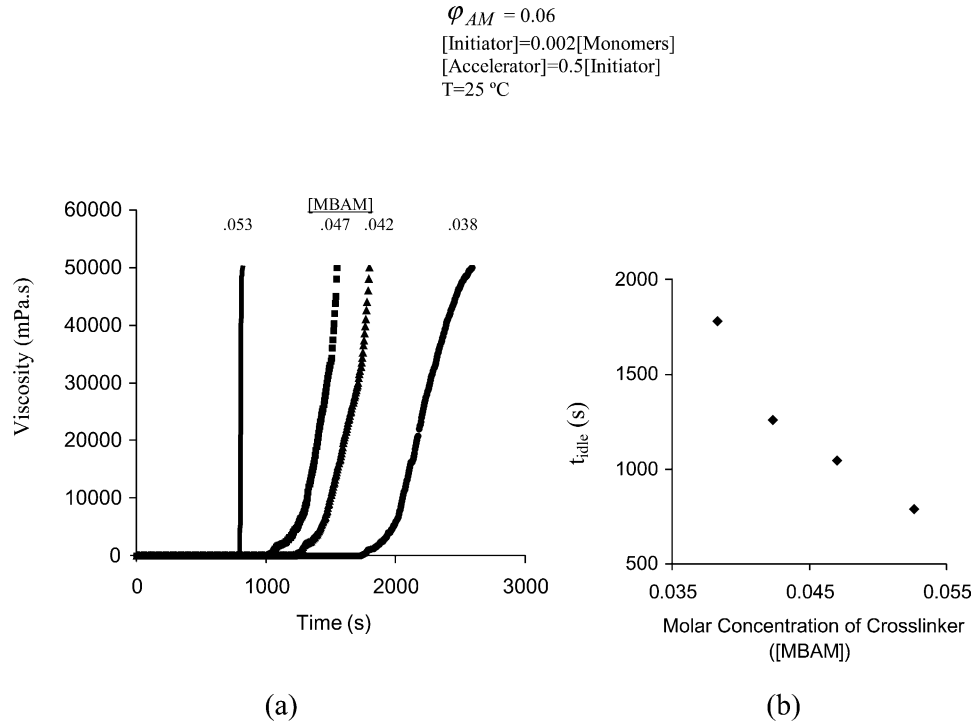 φ_AM = 0.06
[Initiator]=0.002[Monomers]
[Accelerator]=0.5[Initiator]
T=25 ºC
[MBAM]
.053 .047 .042 .038
60000
50000
40000
30000
20000
10000
0
Viscosity (mPa.s)
0 1000 2000 3000
Time (s)
(a)
2000
1500
1000
500
t_idle (s)
0.035 0.045 0.055
Molar Concentration of Crosslinker
([MBAM])
(b)